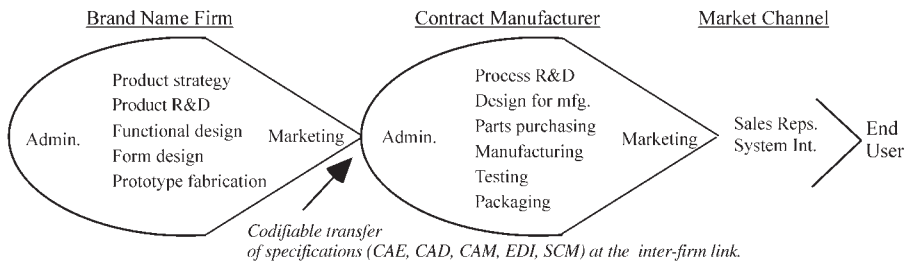 Brand Name Firm
Contract Manufacturer
Market Channel
Admin.
Product strategy
Product R&D
Functional design
Form design
Prototype fabrication
Marketing
Admin.
Process R&D
Design for mfg.
Parts purchasing
Manufacturing
Testing
Packaging
Marketing
Sales Reps.
System Int.
End
User
Codifiable transfer
of specifications (CAE, CAD, CAM, EDI, SCM) at the inter-firm link.